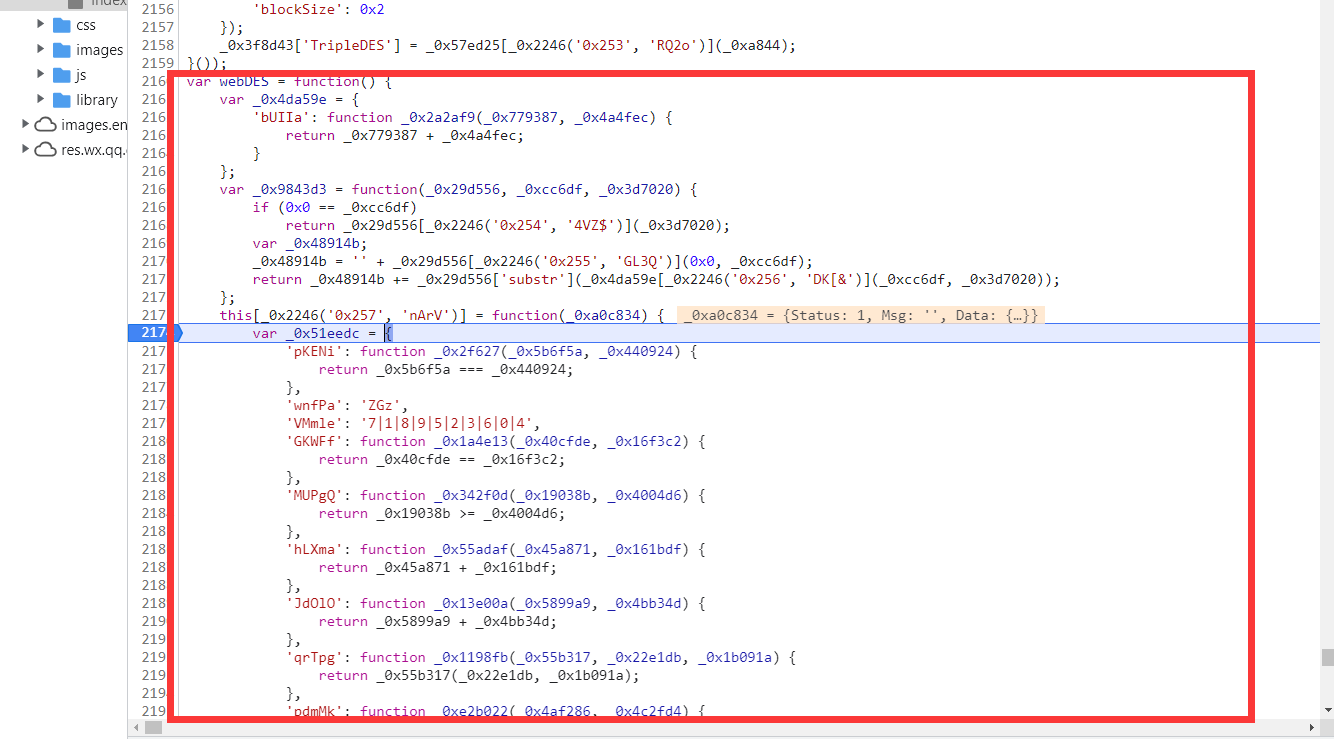 index
css
images
js
library
images.en
res.wx.qq.
2156 'blockSize': 0x2
2157 });
2158 _0x3f8d43['TripleDES'] = _0x57ed25[_0x2246('0x253', 'RQ2o')](_0xa844);
2159 }());
216 var webDES = function() {
216 var _0x4da59e = {
216 'bUIIa': function _0x2a2af9(_0x779387, _0x4a4fec) {
216 return _0x779387 + _0x4a4fec;
216 }
216 };
216 var _0x9843d3 = function(_0x29d556, _0xcc6df, _0x3d7020) {
216 if (0x0 == _0xcc6df)
216 return _0x29d556[_0x2246('0x254', '4VZ$')](_0x3d7020);
216 var _0x48914b;
217 _0x48914b = '' + _0x29d556[_0x2246('0x255', 'GL3Q')](0x0, _0xcc6df);
217 return _0x48914b += _0x29d556['substr'](_0x4da59e[_0x2246('0x256', 'DK[&')](_0xcc6df, _0x3d7020));
217 };
217 this[_0x2246('0x257', 'nArV')] = function(_0xa0c834) { _0xa0c834 = {Status: 1, Msg: '', Data: {…}}
2174 var _0x51eedc = {
217 'pKENi': function _0x2f627(_0x5b6f5a, _0x440924) {
217 return _0x5b6f5a === _0x440924;
217 },
217 'wnfPa': 'ZGz',
217 'VMmle': '7|1|8|9|5|2|3|6|0|4',
218 'GKWFf': function _0x1a4e13(_0x40cfde, _0x16f3c2) {
218 return _0x40cfde == _0x16f3c2;
218 },
218 'MUPgQ': function _0x342f0d(_0x19038b, _0x4004d6) {
218 return _0x19038b >= _0x4004d6;
218 },
218 'hLXma': function _0x55adaf(_0x45a871, _0x161bdf) {
218 return _0x45a871 + _0x161bdf;
218 },
218 'JdOlO': function _0x13e00a(_0x5899a9, _0x4bb34d) {
219 return _0x5899a9 + _0x4bb34d;
219 },
219 'qrTpg': function _0x1198fb(_0x55b317, _0x22e1db, _0x1b091a) {
219 return _0x55b317(_0x22e1db, _0x1b091a);
219 },
219 'pdmMk': function _0xe2b022(_0x4af286, _0x4c2fd4) {